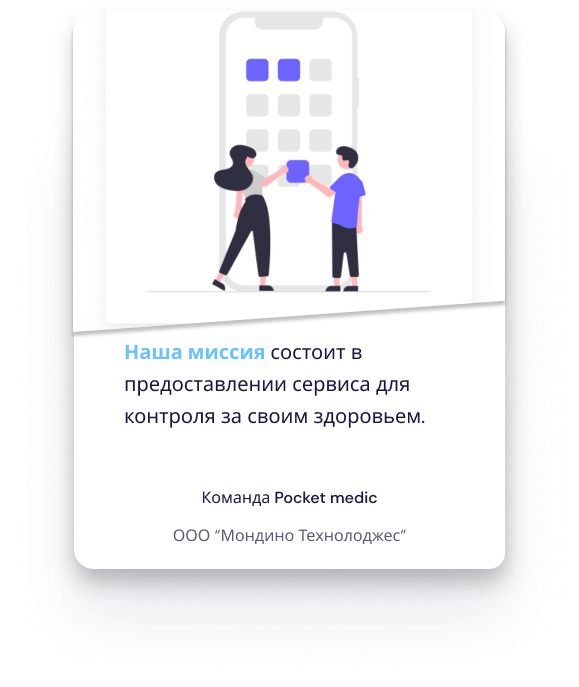 Наша миссия состоит в
предоставлении сервиса для
контроля за своим здоровьем.
Команда Pocket medic
ООО “Мондино Технолоджес”